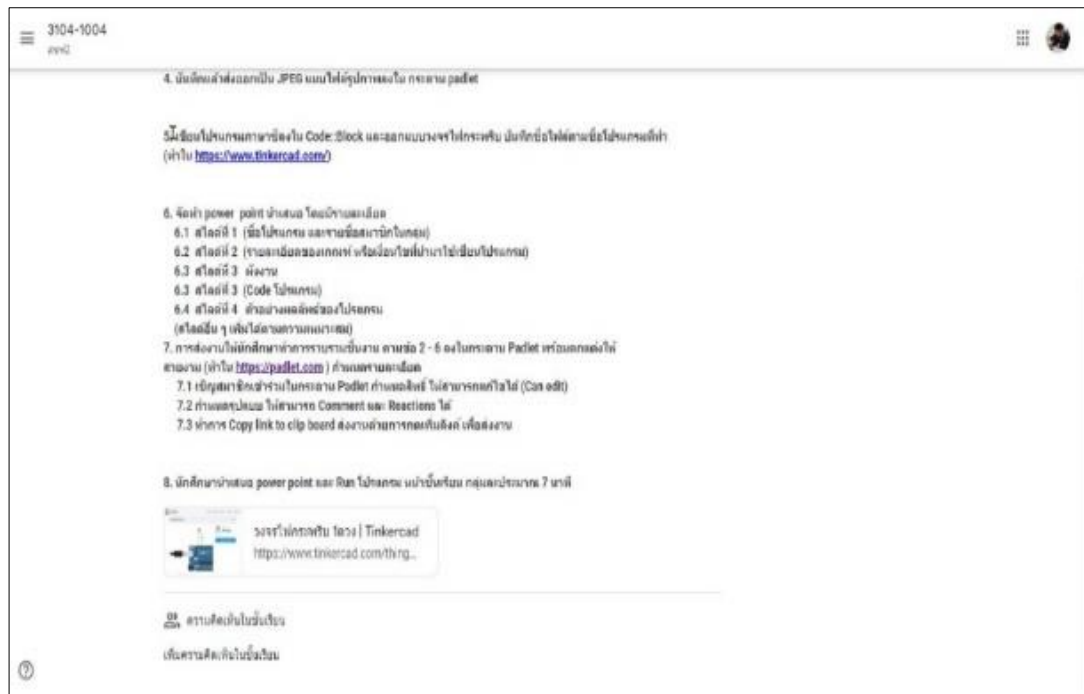 3104-1004
4. บันทึกแล้วส่งออกเป็น JPEG แนบไฟล์รูปภาพลงใน กระดาน padlet
5. เขียนโปรแกรมภาษาซีลงใน Code::Block และออกแบบวงจรไฟกระพริบ บันทึกชื่อไฟล์ตามชื่อโปรแกรมที่ทำ
(ทำใน https://www.tinkercad.com/)
6. จัดทำ power point นำเสนอ โดยมีรายละเอียด
6.1 สไลด์ที่ 1 (ชื่อโปรแกรม และรายชื่อสมาชิกในกลุ่ม)
6.2 สไลด์ที่ 2 (รายละเอียดของเกณฑ์ หรือเงื่อนไขที่นำมาใช้เขียนโปรแกรม)
6.3 สไลด์ที่ 3 ผังงาน
6.3 สไลด์ที่ 3 (Code โปรแกรม)
6.4 สไลด์ที่ 4 ตัวอย่างผลลัพธ์ของโปรแกรม
(สไลด์อื่น ๆ เพิ่มได้ตามความเหมาะสม)
7. การส่งงานให้นักศึกษาทำการรวบรวมชิ้นงาน ตามข้อ 2 - 6 ลงในกระดาน Padlet พร้อมตกแต่งให้
สวยงาม (ทำใน https://padlet.com ) กำหนดรายละเอียด
7.1 เชิญสมาชิกเข้าร่วมในกระดาน Padlet กำหนดสิทธิ์ ให้สามารถแก้ไขได้ (Can edit)
7.2 กำหนดรูปแบบ ให้สามารถ Comment และ Reactions ได้
7.3 ทำการ Copy link to clip board ส่งงานด้วยการกดเพิ่มลิงค์ เพื่อส่งงาน
8. นักศึกษานำเสนอ power point และ Run โปรแกรม หน้าชั้นเรียน กลุ่มละประมาณ 7 นาที
วงจรไฟกระพริบ 1ดวง | Tinkercad
https://www.tinkercad.com/thing...
ความคิดเห็นในชั้นเรียน
เพิ่มความคิดเห็นในชั้นเรียน